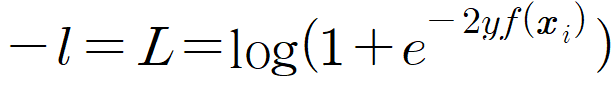 −l = L = log(1 + e^{−2yf(x_i)})